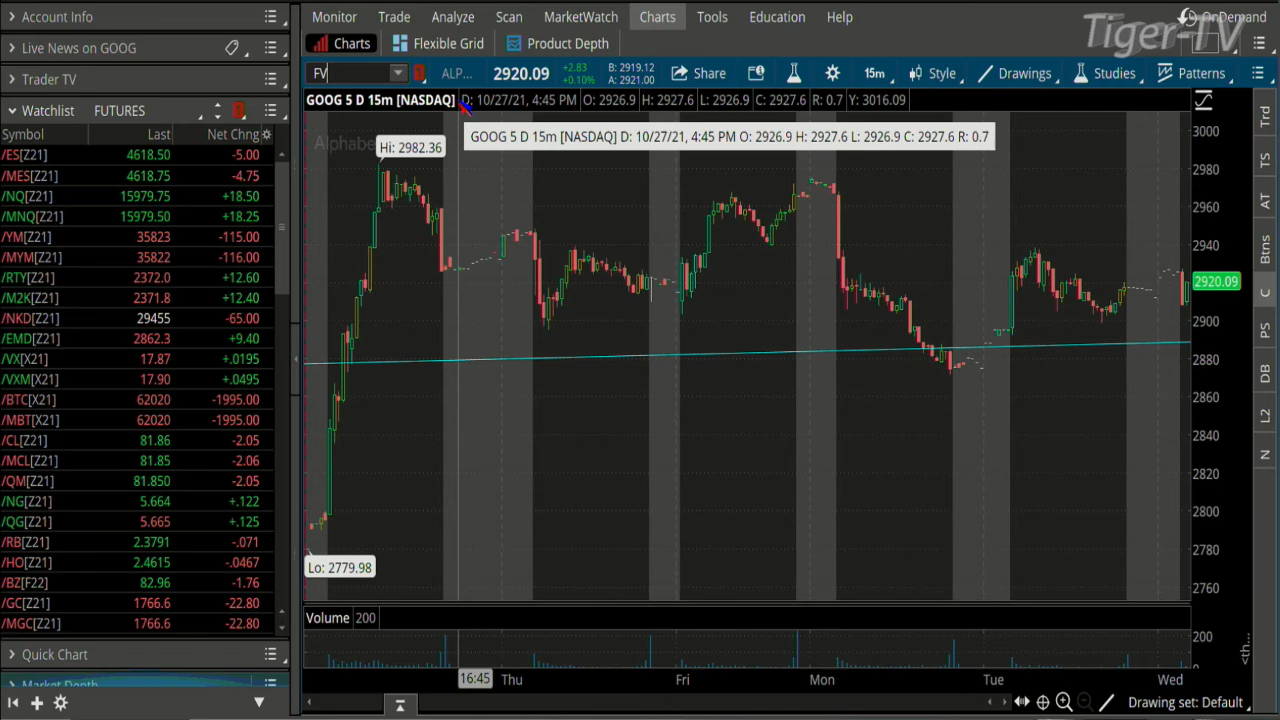 Account Info
Live News on GOOG
Trader TV
Watchlist FUTURES
Symbol Last Net Chng
/ES[Z21] 4618.50 -5.00
/MES[Z21] 4618.75 -4.75
/NQ[Z21] 15979.75 +18.50
/MNQ[Z21] 15979.50 +18.25
/YM[Z21] 35823 -115.00
/MYM[Z21] 35822 -116.00
/RTY[Z21] 2372.0 +12.60
/M2K[Z21] 2371.8 +12.40
/NKD[Z21] 29455 -65.00
/EMD[Z21] 2862.3 +9.40
/VX[X21] 17.87 +.0195
/VXM[X21] 17.90 +.0495
/BTC[X21] 62020 -1995.00
/MBT[X21] 62020 -1995.00
/CL[Z21] 81.86 -2.05
/MCL[Z21] 81.85 -2.06
/QM[Z21] 81.850 -2.05
/NG[Z21] 5.664 +.122
/QG[Z21] 5.665 +.125
/RB[Z21] 2.3791 -.071
/HO[Z21] 2.4615 -.0467
/BZ[F22] 82.96 -1.76
/GC[Z21] 1766.6 -22.80
/MGC[Z21] 1766.6 -22.80
Quick Chart
Market Depth
Monitor Trade Analyze Scan MarketWatch Charts Tools Education Help
OnDemand
Tiger-TV
Charts Flexible Grid Product Depth
FV ALP... 2920.09 +2.83 +0.10% B: 2919.12 A: 2921.00 Share 15m Style Drawings Studies Patterns
GOOG 5 D 15m [NASDAQ] D: 10/27/21, 4:45 PM O: 2926.9 H: 2927.6 L: 2926.9 C: 2927.6 R: 0.7 Y: 3016.09
GOOG 5 D 15m [NASDAQ] D: 10/27/21, 4:45 PM O: 2926.9 H: 2927.6 L: 2926.9 C: 2927.6 R: 0.7
Hi: 2982.36
Lo: 2779.98
3000
2980
2960
2940
2920.09
2900
2880
2860
2840
2820
2800
2780
2760
Volume 200
200
16:45 Thu Fri Mon Tue Wed
Drawing set: Default
Trd
TS
AT
Btns
C
PS
DB
L2
N
<th...